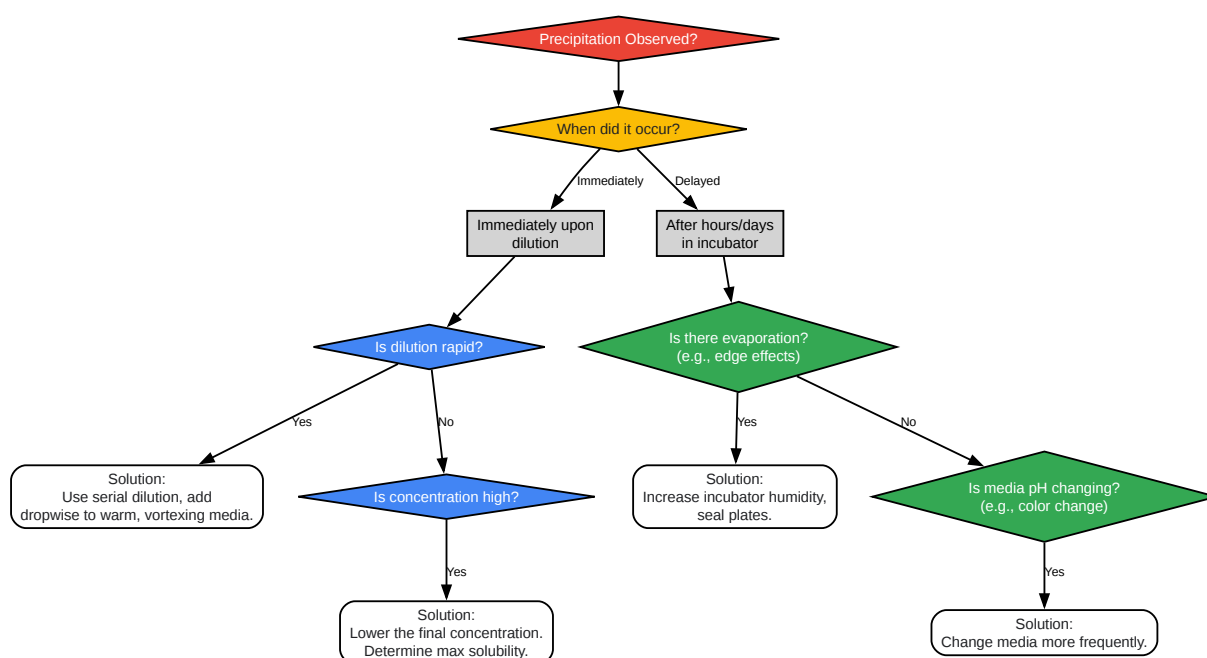 Precipitation Observed?
When did it occur?
Immediately
Delayed
Immediately upon
dilution
After hours/days
in incubator
Is dilution rapid?
Is there evaporation?
(e.g., edge effects)
Yes
No
Yes
No
Solution:
Use serial dilution, add
dropwise to warm, vortexing media.
Is concentration high?
Solution:
Increase incubator humidity,
seal plates.
Is media pH changing?
(e.g., color change)
Yes
Yes
Solution:
Lower the final concentration.
Determine max solubility.
Solution:
Change media more frequently.